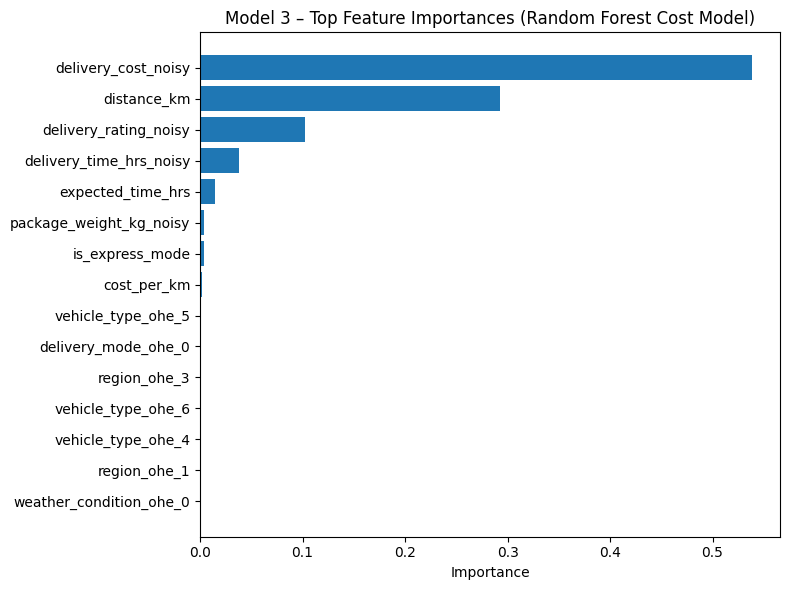 Model 3 – Top Feature Importances (Random Forest Cost Model)
delivery_cost_noisy
distance_km
delivery_rating_noisy
delivery_time_hrs_noisy
expected_time_hrs
package_weight_kg_noisy
is_express_mode
cost_per_km
vehicle_type_ohe_5
delivery_mode_ohe_0
region_ohe_3
vehicle_type_ohe_6
vehicle_type_ohe_4
region_ohe_1
weather_condition_ohe_0
0.0 0.1 0.2 0.3 0.4 0.5
Importance